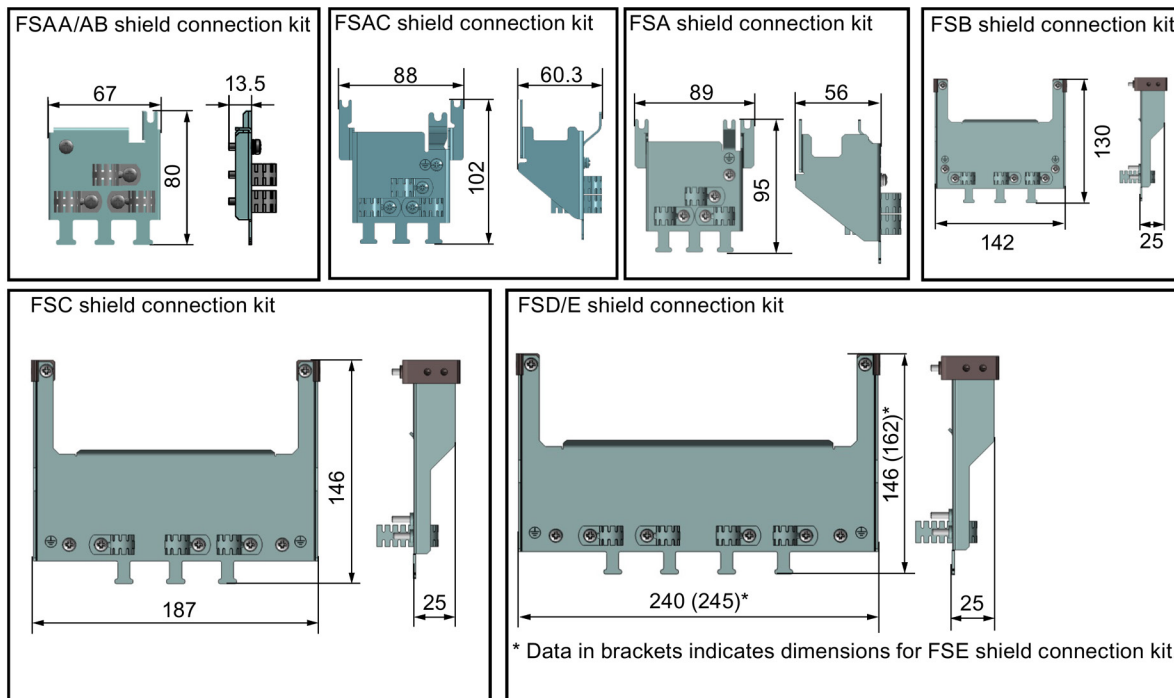 FSAA/AB shield connection kit
67
13.5
80
FSAC shield connection kit
88
60.3
102
FSA shield connection kit
89
56
95
FSB shield connection kit
130
142
25
FSC shield connection kit
146
187
25
FSD/E shield connection kit
146 (162)*
240 (245)*
25
* Data in brackets indicates dimensions for FSE shield connection kit